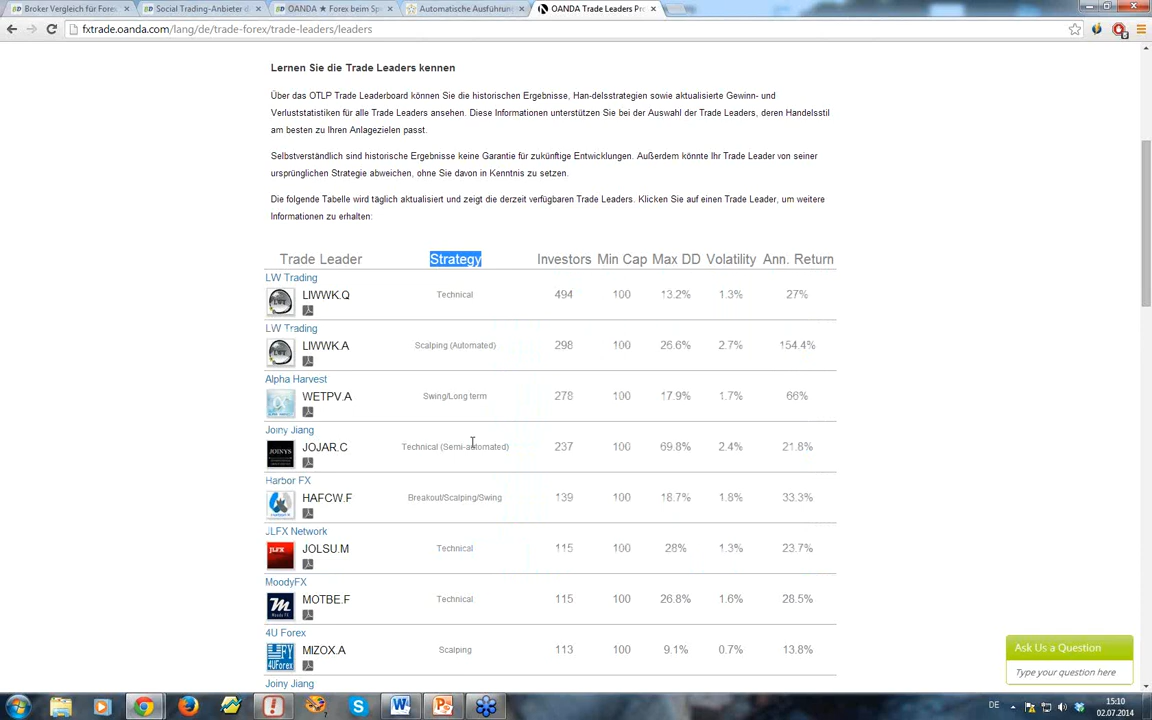 Broker Vergleich für Forex
Social Trading-Anbieter d
OANDA ★ Forex beim Sp
Automatische Ausführung
OANDA Trade Leaders Pro
fxtrade.oanda.com/lang/de/trade-forex/trade-leaders/leaders
Lernen Sie die Trade Leaders kennen
Über das OTLP Trade Leaderboard können Sie die historischen Ergebnisse, Han-delsstrategien sowie aktualisierte Gewinn- und
Verluststatistiken für alle Trade Leaders ansehen. Diese Informationen unterstützen Sie bei der Auswahl der Trade Leaders, deren Handelsstil
am besten zu Ihren Anlagezielen passt.
Selbstverständlich sind historische Ergebnisse keine Garantie für zukünftige Entwicklungen. Außerdem könnte Ihr Trade Leader von seiner
ursprünglichen Strategie abweichen, ohne Sie davon in Kenntnis zu setzen.
Die folgende Tabelle wird täglich aktualisiert und zeigt die derzeit verfügbaren Trade Leaders. Klicken Sie auf einen Trade Leader, um weitere
Informationen zu erhalten:
Trade Leader Strategy Investors Min Cap Max DD Volatility Ann. Return
LW Trading
LIWWK.Q Technical 494 100 13.2% 1.3% 27%
LW Trading
LIWWK.A Scalping (Automated) 298 100 26.6% 2.7% 154.4%
Alpha Harvest
WETPV.A Swing/Long term 278 100 17.9% 1.7% 66%
Joiny Jiang
JOINYS
JOJAR.C Technical (Semi-automated) 237 100 69.8% 2.4% 21.8%
Harbor FX
HAFCW.F Breakout/Scalping/Swing 139 100 18.7% 1.8% 33.3%
JLFX Network
JLFX
JOLSU.M Technical 115 100 28% 1.3% 23.7%
MoodyFX
Moody FX
MOTBE.F Technical 115 100 26.8% 1.6% 28.5%
4U Forex
4UForex
MIZOX.A Scalping 113 100 9.1% 0.7% 13.8%
Joiny Jiang
Ask Us a Question
Type your question here
DE
15:10
02.07.2014